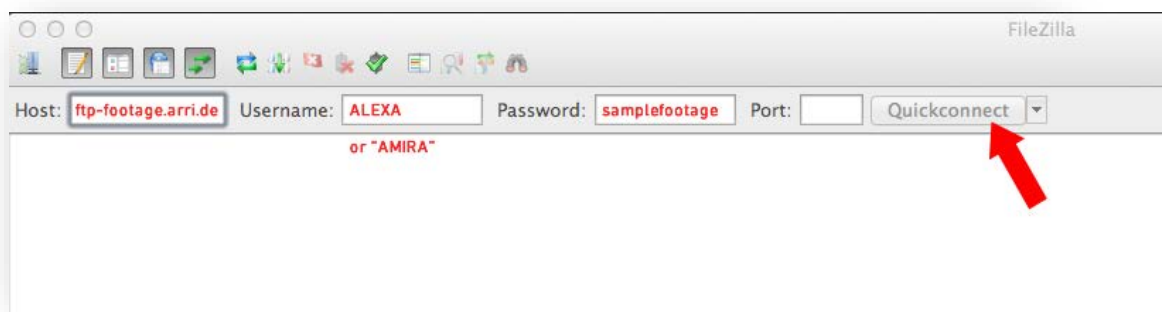 FileZilla
Host: ftp-footage.arri.de Username: ALEXA Password: samplefootage Port: Quickconnect
or "AMIRA"